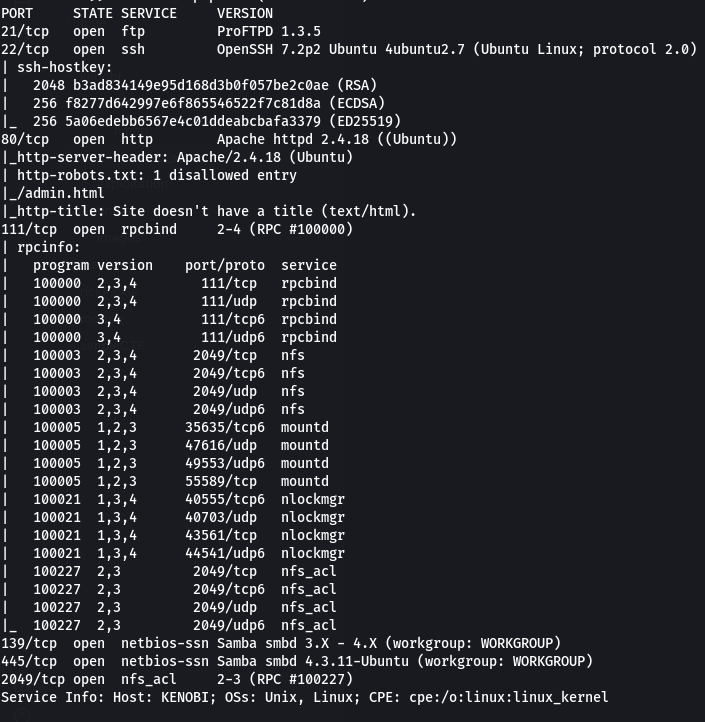 PORT     STATE SERVICE     VERSION
21/tcp   open  ftp         ProFTPD 1.3.5
22/tcp   open  ssh         OpenSSH 7.2p2 Ubuntu 4ubuntu2.7 (Ubuntu Linux; protocol 2.0)
| ssh-hostkey:
|   2048 b3ad834149e95d168d3b0f057be2c0ae (RSA)
|   256 f8277d642997e6f865546522f7c81d8a (ECDSA)
|_  256 5a06edebb6567e4c01ddeabcbafa3379 (ED25519)
80/tcp   open  http        Apache httpd 2.4.18 ((Ubuntu))
|_http-server-header: Apache/2.4.18 (Ubuntu)
| http-robots.txt: 1 disallowed entry
|_/admin.html
|_http-title: Site doesn't have a title (text/html).
111/tcp  open  rpcbind     2-4 (RPC #100000)
| rpcinfo:
|   program version    port/proto  service
|   100000  2,3,4        111/tcp   rpcbind
|   100000  2,3,4        111/udp   rpcbind
|   100000  3,4          111/tcp6  rpcbind
|   100000  3,4          111/udp6  rpcbind
|   100003  2,3,4       2049/tcp   nfs
|   100003  2,3,4       2049/tcp6  nfs
|   100003  2,3,4       2049/udp   nfs
|   100003  2,3,4       2049/udp6  nfs
|   100005  1,2,3      35635/tcp6  mountd
|   100005  1,2,3      47616/udp   mountd
|   100005  1,2,3      49553/udp6  mountd
|   100005  1,2,3      55589/tcp   mountd
|   100021  1,3,4      40555/tcp6  nlockmgr
|   100021  1,3,4      40703/udp   nlockmgr
|   100021  1,3,4      43561/tcp   nlockmgr
|   100021  1,3,4      44541/udp6  nlockmgr
|   100227  2,3         2049/tcp   nfs_acl
|   100227  2,3         2049/tcp6  nfs_acl
|   100227  2,3         2049/udp   nfs_acl
|_  100227  2,3         2049/udp6  nfs_acl
139/tcp  open  netbios-ssn Samba smbd 3.X - 4.X (workgroup: WORKGROUP)
445/tcp  open  netbios-ssn Samba smbd 4.3.11-Ubuntu (workgroup: WORKGROUP)
2049/tcp open  nfs_acl     2-3 (RPC #100227)
Service Info: Host: KENOBI; OSs: Unix, Linux; CPE: cpe:/o:linux:linux_kernel